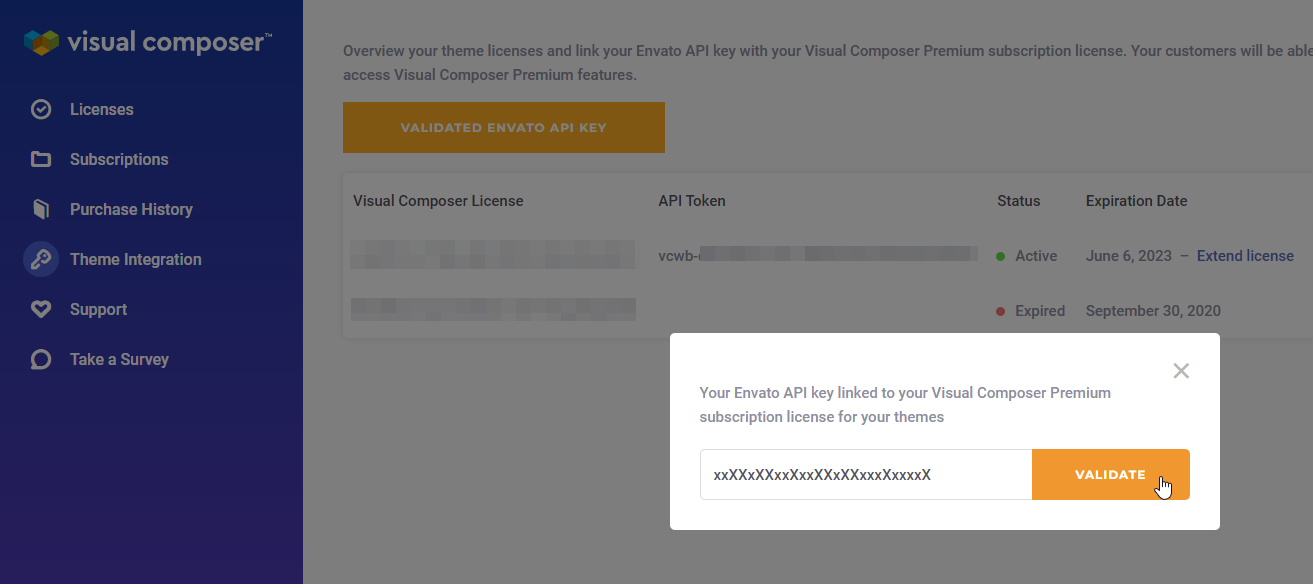 visual composer™
Licenses
Subscriptions
Purchase History
Theme Integration
Support
Take a Survey
Overview your theme licenses and link your Envato API key with your Visual Composer Premium subscription license. Your customers will be able
access Visual Composer Premium features.
VALIDATED ENVATO API KEY
Visual Composer License API Token Status Expiration Date
vcwb- Active June 6, 2023 – Extend license
Expired September 30, 2020
Your Envato API key linked to your Visual Composer Premium
subscription license for your themes
xxXXxXXxxXxxXXxXXxxxXxxxxX VALIDATE